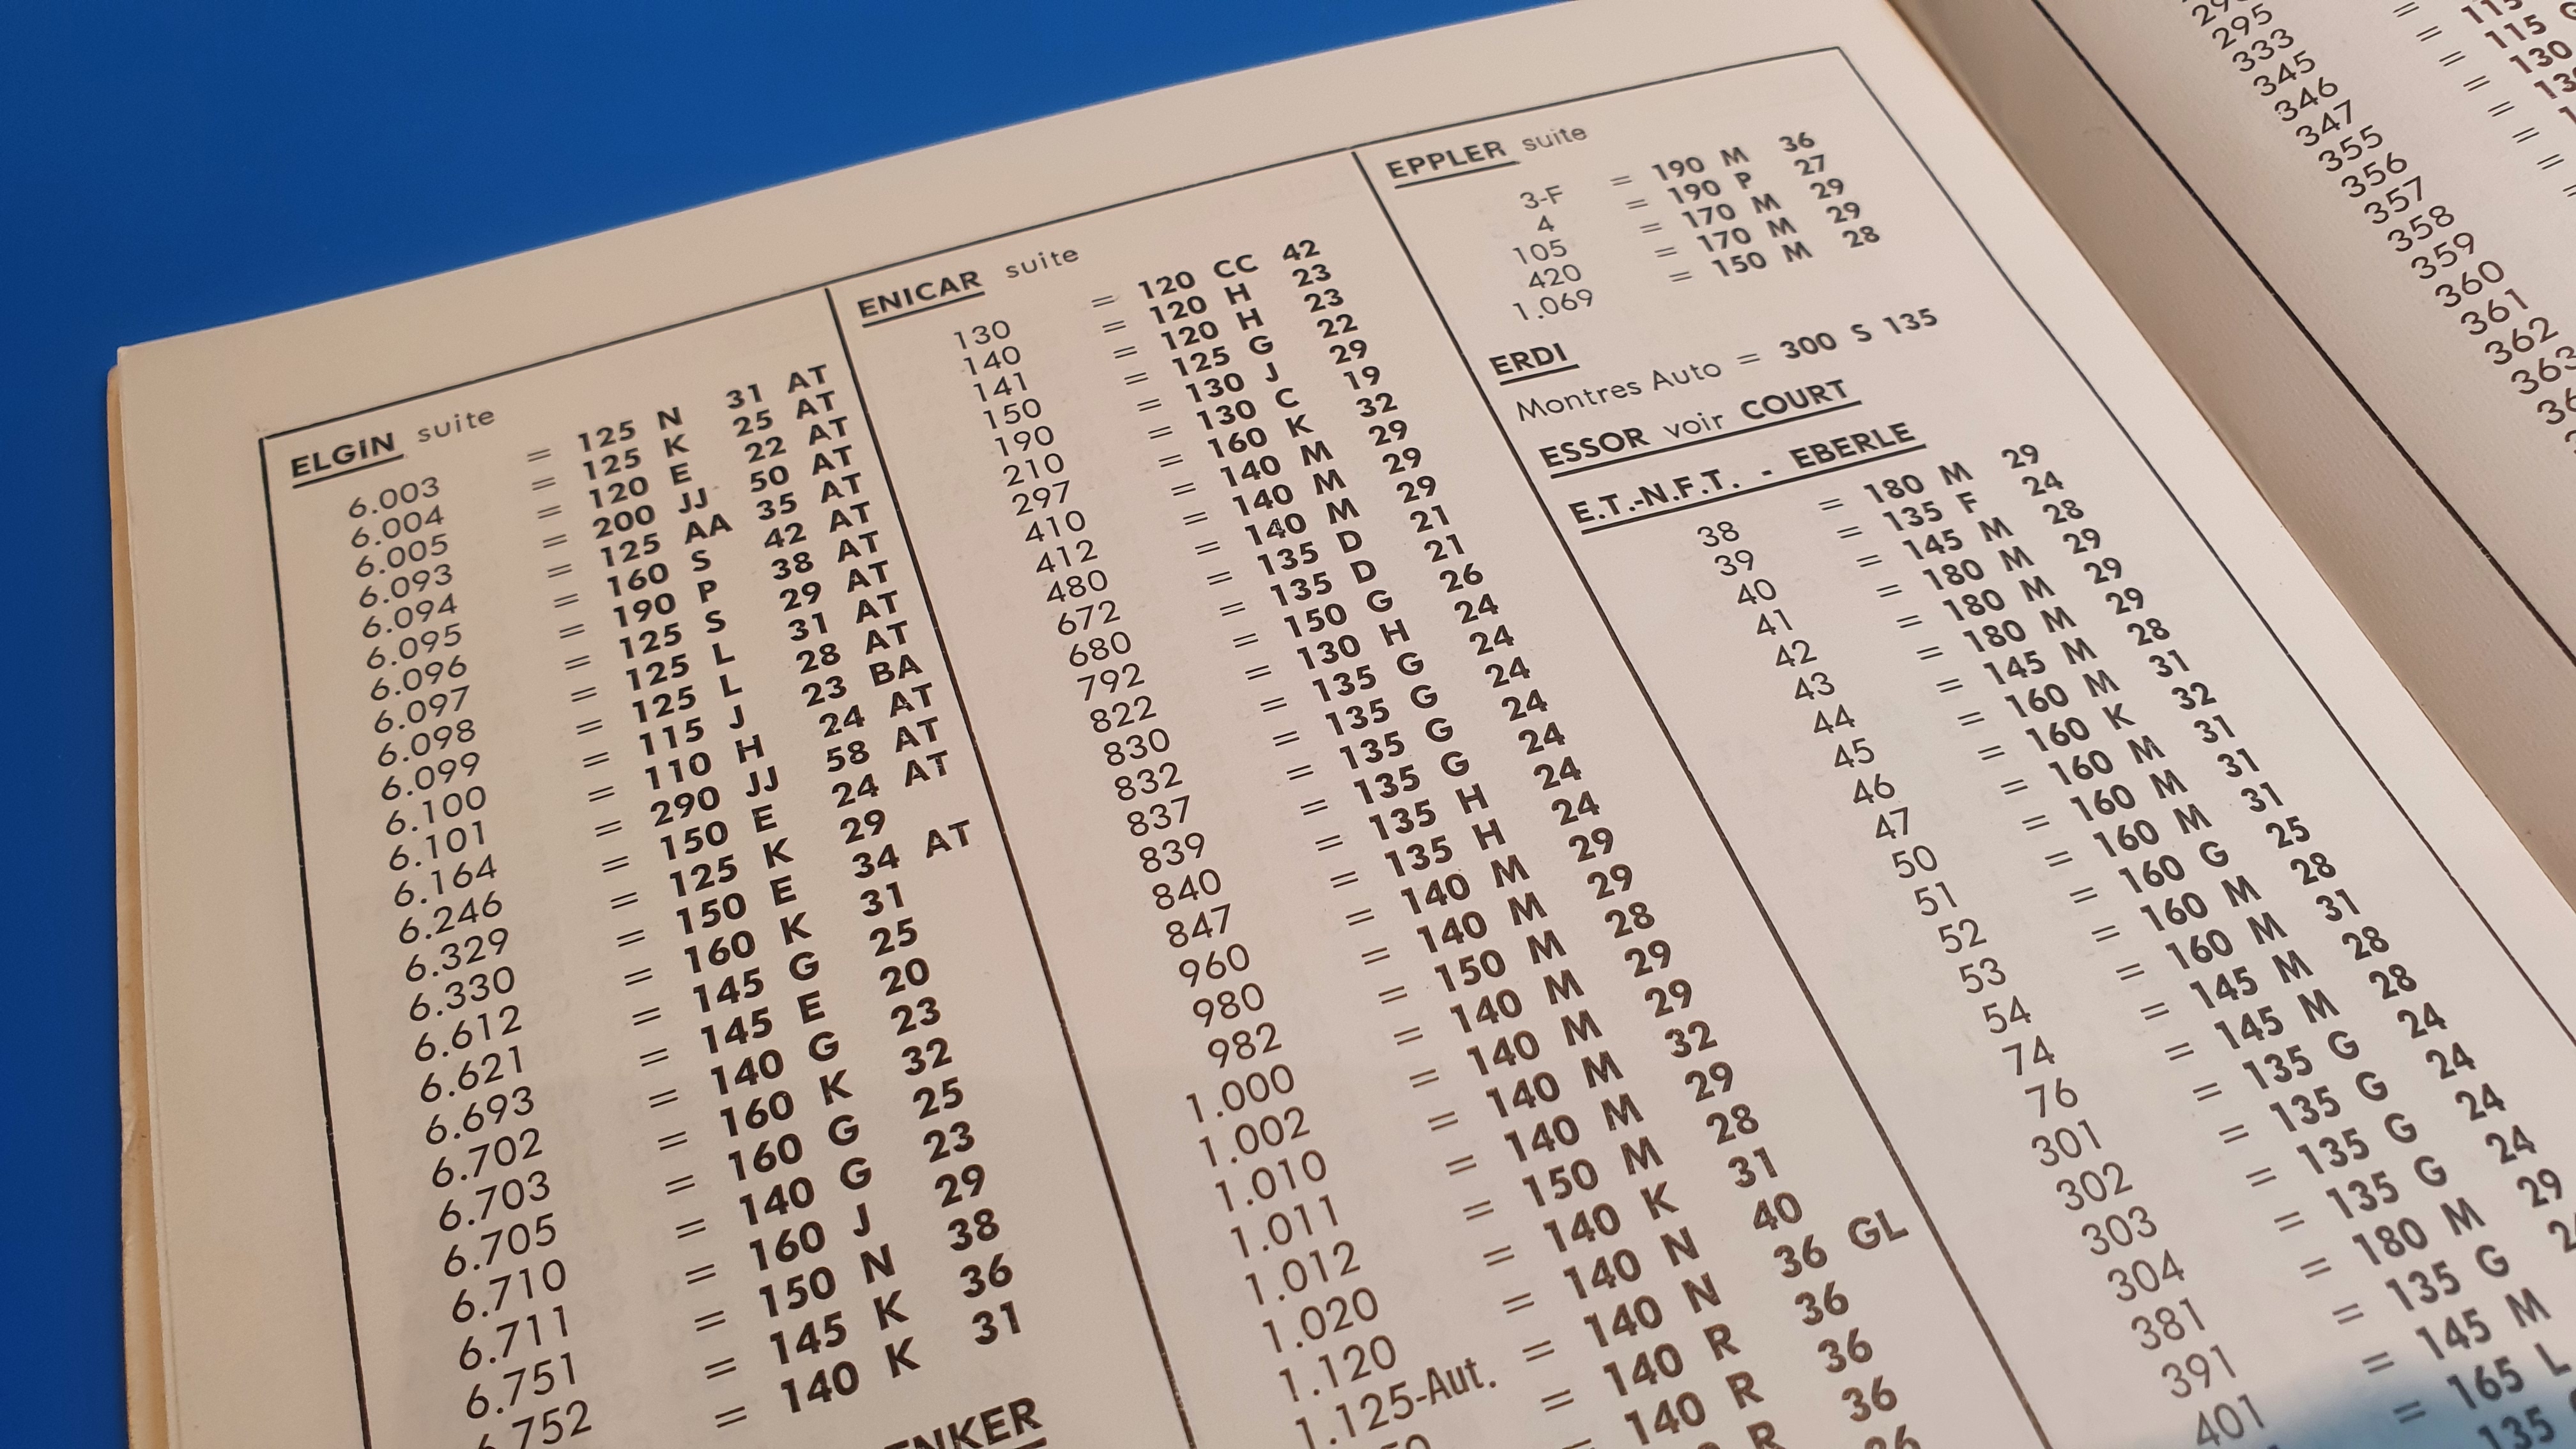 ELGIN suite
6.003 = 125 N 31 AT
6.004 = 125 K 25 AT
6.005 = 120 E 22 AT
6.093 = 200 JJ 50 AT
6.094 = 125 AA 35 AT
6.095 = 160 S 42 AT
6.096 = 190 P 38 AT
6.097 = 125 S 29 AT
6.098 = 125 L 31 AT
6.099 = 125 L 28 AT
6.100 = 115 J 23 BA
6.101 = 110 H 24 AT
6.164 = 290 JJ 58 AT
6.246 = 150 E 24 AT
6.329 = 125 K 29
6.330 = 150 E 34 AT
6.612 = 160 K 31
6.621 = 145 G 25
6.693 = 145 E 20
6.702 = 140 G 23
6.703 = 160 K 32
6.705 = 160 G 25
6.710 = 140 G 23
6.711 = 160 J 29
6.751 = 150 N 38
6.752 = 145 K 36
= 140 K 31
ENICAR suite
130 = 120 CC 42
140 = 120 H 23
141 = 120 H 23
150 = 125 G 22
190 = 130 J 29
210 = 130 C 19
297 = 160 K 32
410 = 140 M 29
412 = 140 M 29
480 = 140 M 29
672 = 135 D 21
680 = 135 D 21
792 = 150 G 26
822 = 130 H 24
830 = 135 G 24
832 = 135 G 24
837 = 135 G 24
839 = 135 G 24
840 = 135 H 24
847 = 135 H 24
960 = 140 M 29
980 = 140 M 29
982 = 150 M 28
1.000 = 140 M 29
1.002 = 140 M 29
1.010 = 140 M 32
1.011 = 140 M 29
1.012 = 150 M 28
1.020 = 140 K 31
1.120 = 140 N 40
1.125-Aut. = 140 N 36 GL
= 140 R 36
= 140 R 36
R 36
EPPLER suite
3-F = 190 M 36
4 = 190 P 27
105 = 170 M 29
420 = 170 M 29
1.069 = 150 M 28
ERDI
Montres Auto = 300 S 135
ESSOR voir COURT
E.T.-N.F.T. - EBERLE
38 = 180 M 29
39 = 135 F 24
40 = 145 M 28
41 = 180 M 29
42 = 180 M 29
43 = 180 M 29
44 = 145 M 28
45 = 160 M 31
46 = 160 K 32
47 = 160 M 31
50 = 160 M 31
51 = 160 M 31
52 = 160 G 25
53 = 160 M 28
54 = 160 M 31
74 = 145 M 28
76 = 145 M 28
301 = 135 G 24
302 = 135 G 24
303 = 135 G 24
304 = 135 G 24
381 = 180 M 29
391 = 135 G
401 = 145 M
= 165 L
135
295
333
345
346
347
355
356
357
358
359
360
361
362
363